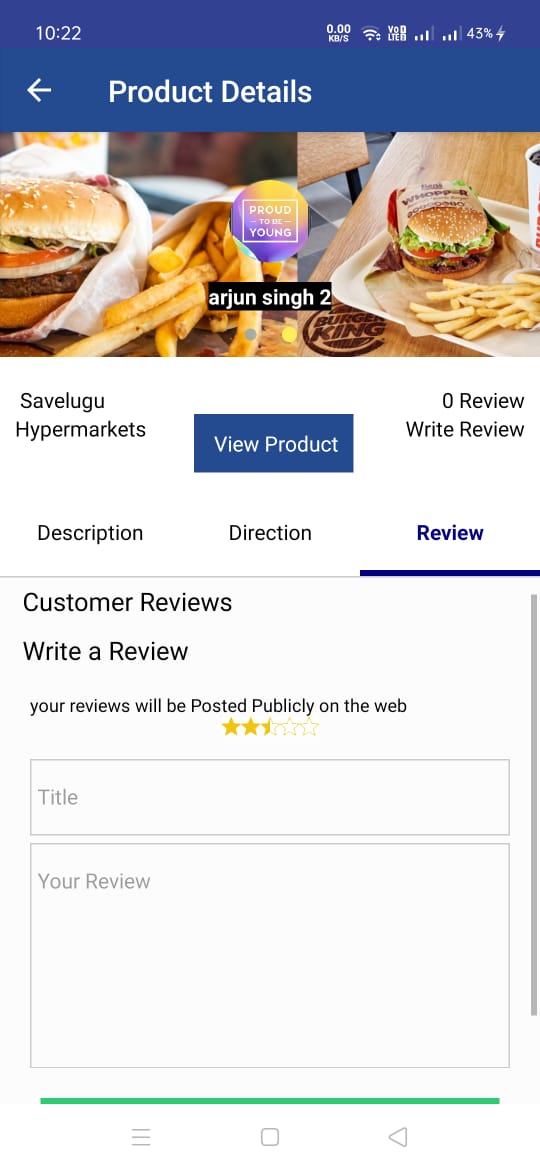 10:22
0.00
KB/S
Vo
LTE
43%
Product Details
WHOPPER
PROUD
TO BE
YOUNG
arjun singh 2
BURGER
KING
Savelugu
0 Review
Hypermarkets
Write Review
View Product
Description
Direction
Review
Customer Reviews
Write a Review
your reviews will be Posted Publicly on the web
Title
Your Review